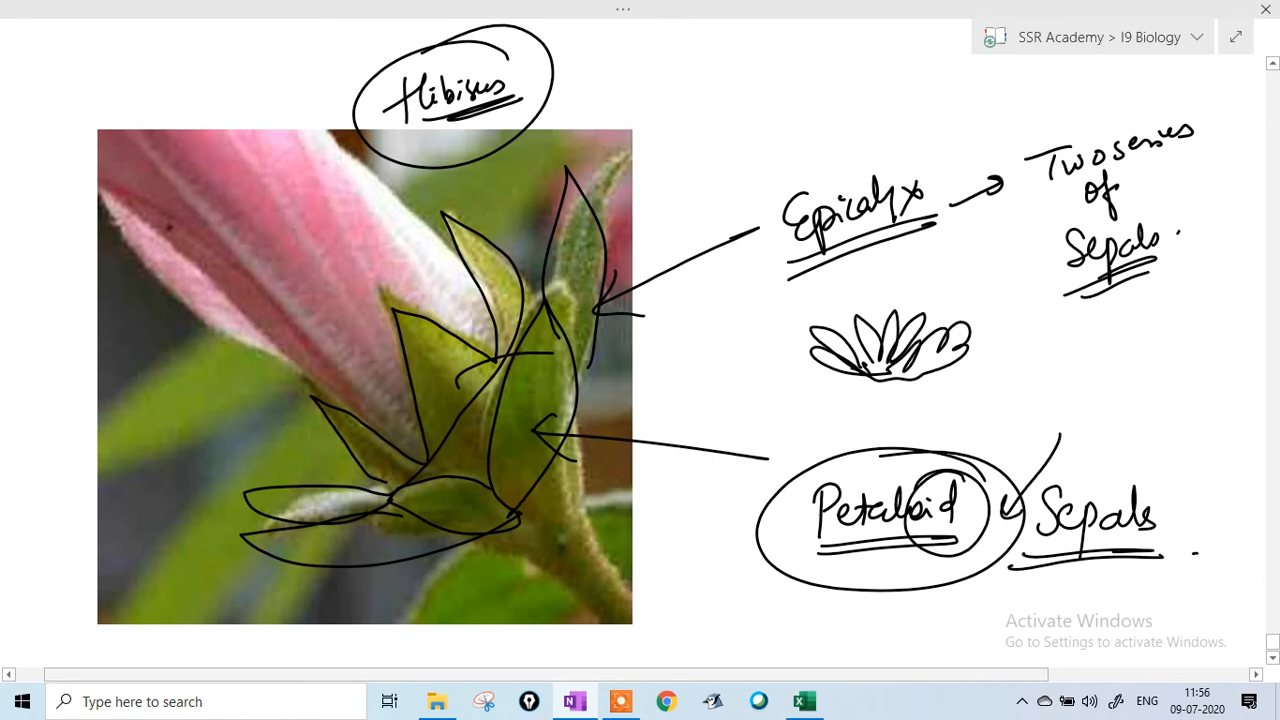 SSR Academy > I9 Biology
Hibiscus
Epicalyx
Two series
of
Sepals.
Petaloid Sepals.
Activate Windows
Go to Settings to activate Windows.
Type here to search
ENG
11:56
09-07-2020